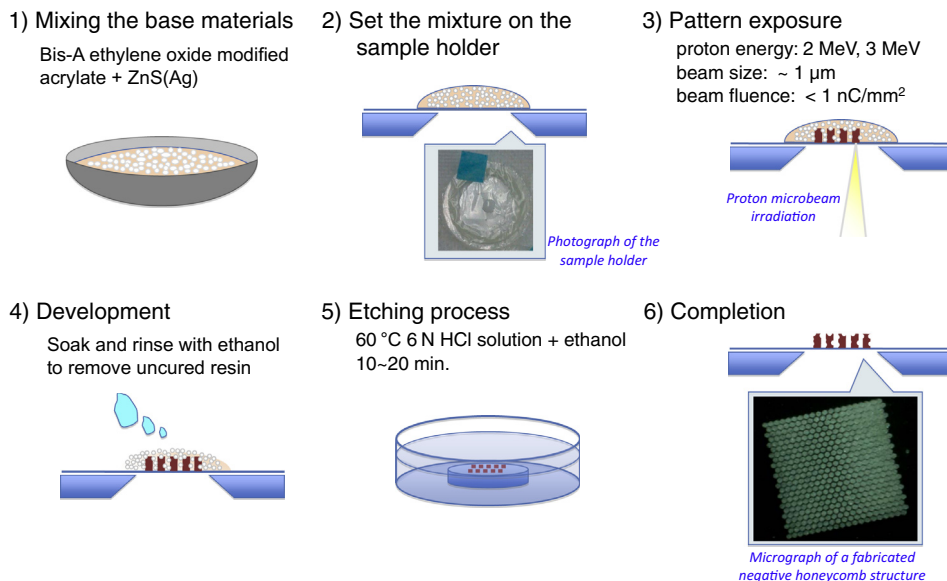 1) Mixing the base materials
Bis-A ethylene oxide modified
acrylate + ZnS(Ag)
2) Set the mixture on the
sample holder
Photograph of the
sample holder
3) Pattern exposure
proton energy: 2 MeV, 3 MeV
beam size: ~ 1 μm
beam fluence: < 1 nC/mm²
Proton microbeam
irradiation
4) Development
Soak and rinse with ethanol
to remove uncured resin
5) Etching process
60 °C 6 N HCl solution + ethanol
10~20 min.
6) Completion
Micrograph of a fabricated
negative honeycomb structure